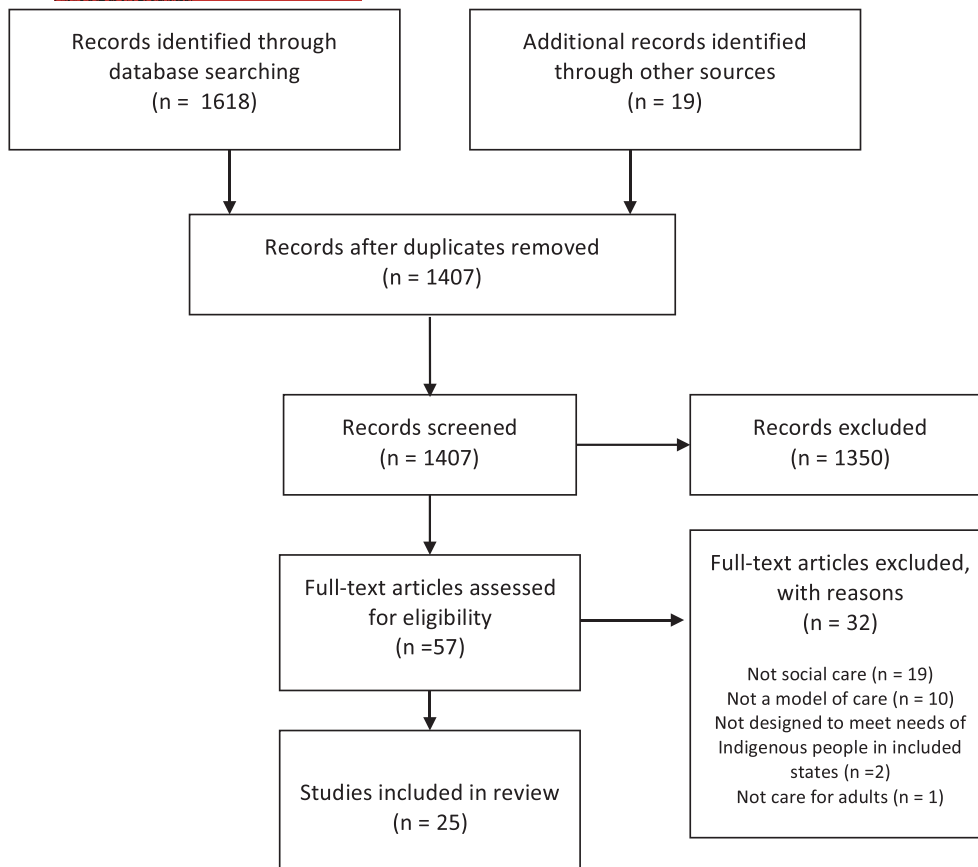 Records identified through
database searching
(n =  1618)
Additional records identified
through other sources
(n = 19)
Records after duplicates removed
(n = 1407)
Records screened
(n = 1407)
Records excluded
(n = 1350)
Full-text articles assessed
for eligibility
(n =57)
Full-text articles excluded,
with reasons
(n = 32)
Not social care (n = 19)
Not a model of care (n = 10)
Not designed to meet needs of
Indigenous people in included
states (n =2)
Not care for adults (n = 1)
Studies included in review
(n = 25)